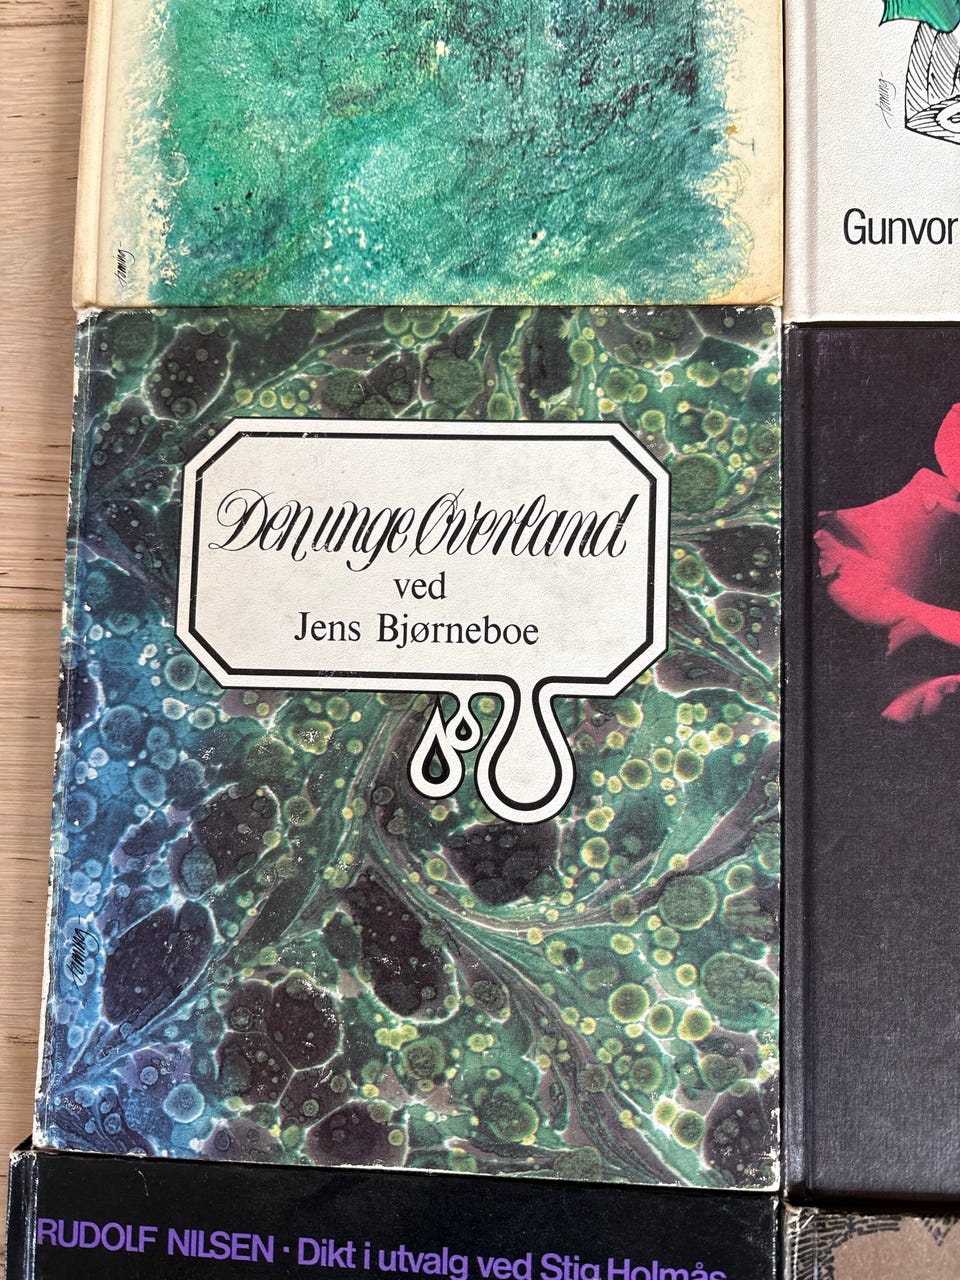 Gunvor
Den unge Øverland
ved
Jens Bjørneboe
RUDOLF NILSEN · Dikt i utvalg ved Stig Holmås